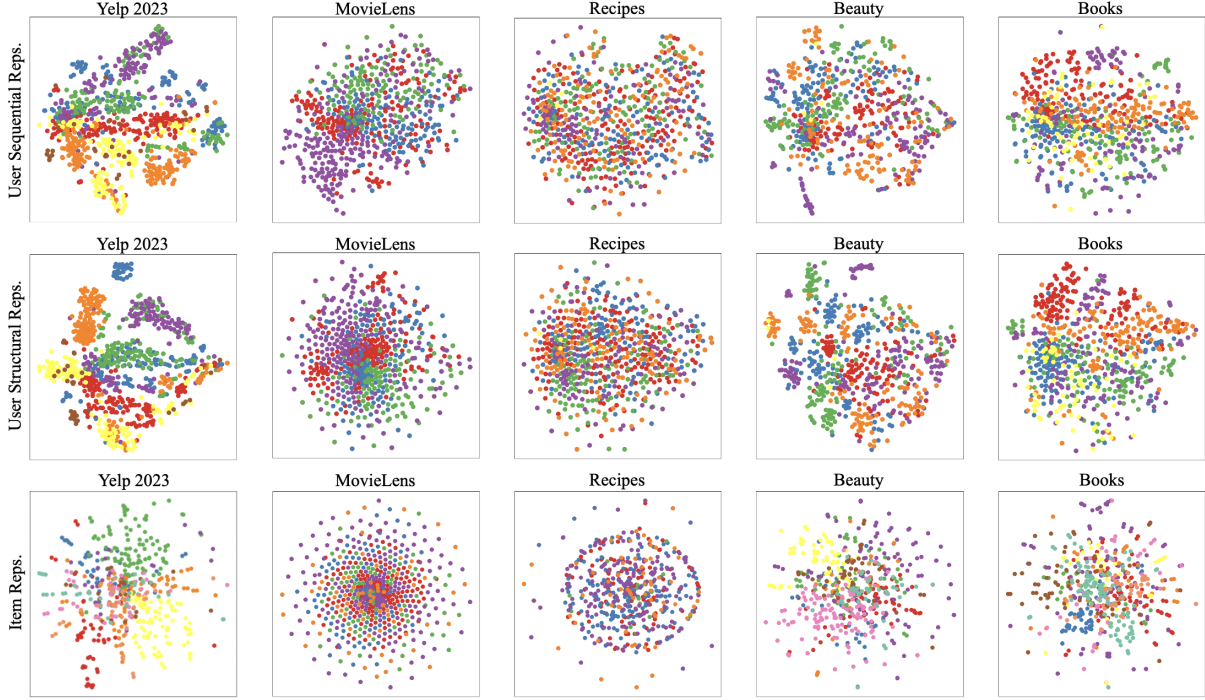 Yelp 2023 MovieLens Recipes Beauty Books
User Sequential Reps.
Yelp 2023 MovieLens Recipes Beauty Books
User Structural Reps.
Yelp 2023 MovieLens Recipes Beauty Books
Item Reps.